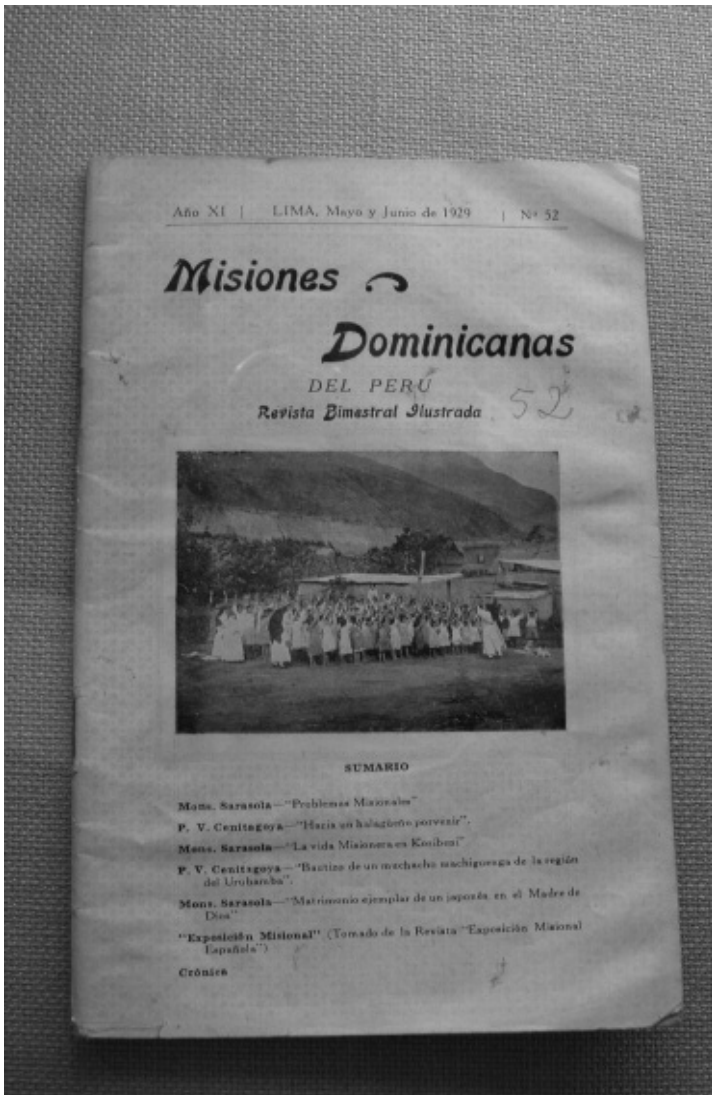 Año XI | LIMA, Mayo y Junio de 1929 | Nº 52
Misiones
Dominicanas
DEL PERU
Revista Bimestral Ilustrada 52
SUMARIO
Mons. Sarasola—"Problemas Misionales"
P. V. Cenitagoya—"Hacia un halagüeño porvenir".
Mons. Sarasola—"La vida Misionera en Koribeni"
P. V. Cenitagoya—"Bautizo de un muchacho machiguenga de la región
del Urubamba".
Mons. Sarasola—"Matrimonio ejemplar de un japonés en el Madre de
Dios"
"Exposición Misional" (Tomado de la Revista "Exposición Misional
Española")
Crónica